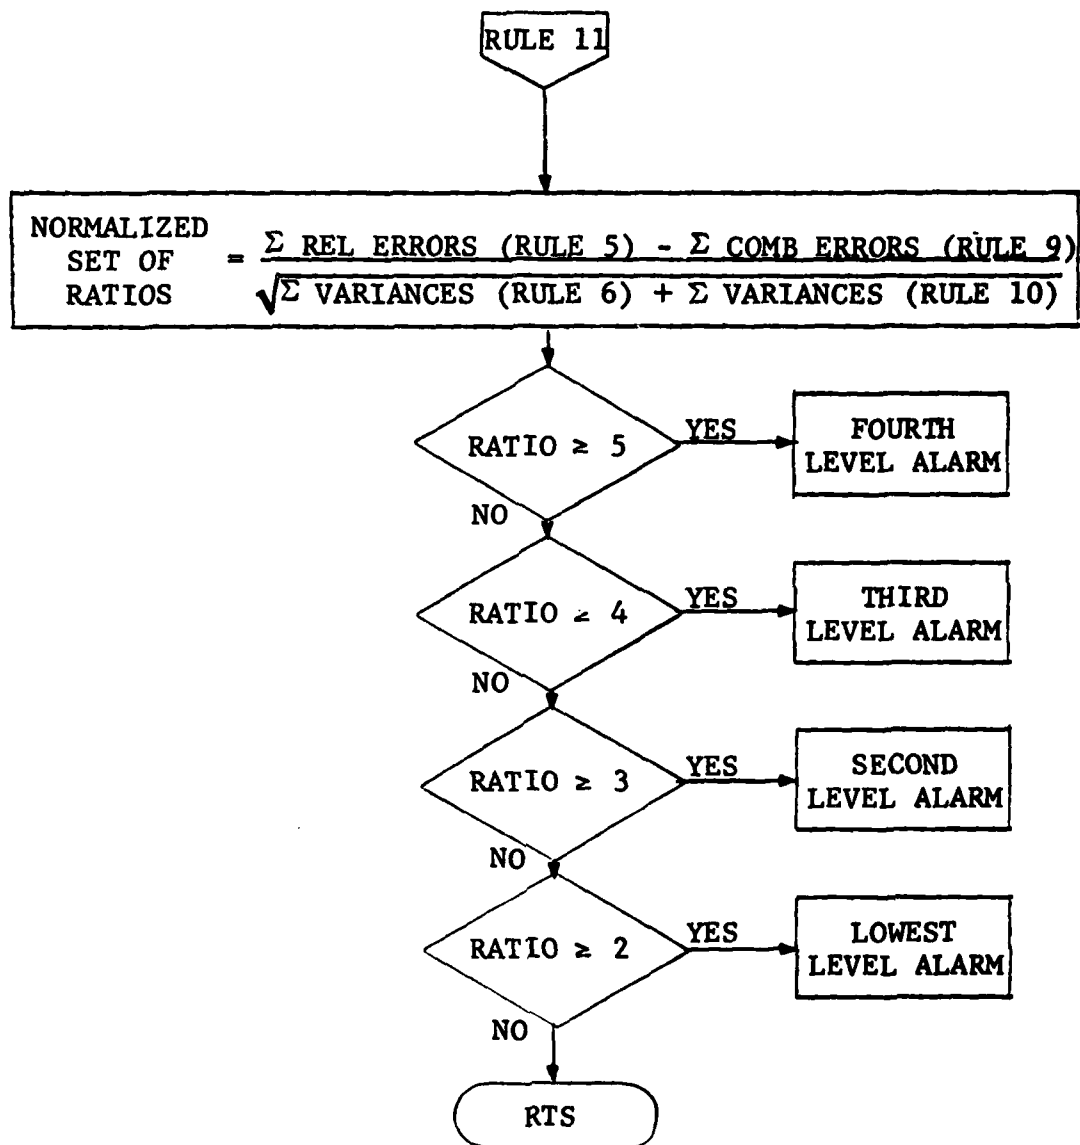 RULE 11
NORMALIZED
SET OF
RATIOS
= Σ REL ERRORS (RULE 5) - Σ COMB ERRORS (RULE 9)
√Σ VARIANCES (RULE 6) + Σ VARIANCES (RULE 10)
RATIO ≥ 5
YES
FOURTH
LEVEL ALARM
NO
RATIO ≥ 4
YES
THIRD
LEVEL ALARM
NO
RATIO ≥ 3
YES
SECOND
LEVEL ALARM
NO
RATIO ≥ 2
YES
LOWEST
LEVEL ALARM
NO
RTS